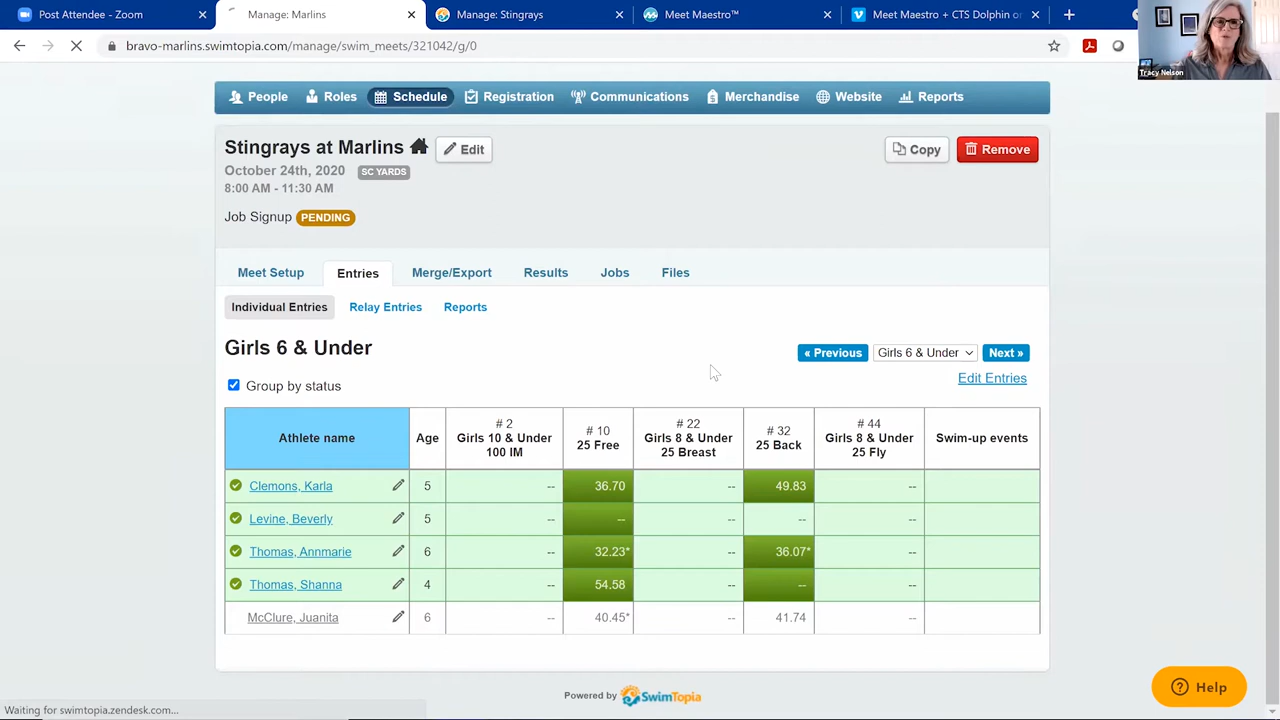 Post Attendee - Zoom
Manage: Marlins
Manage: Stingrays
Meet Maestro™
Meet Maestro + CTS Dolphin
bravo-marlins.swimtopia.com/manage/swim_meets/321042/g/0
Tracy Nelson
People Roles Schedule Registration Communications Merchandise Website Reports
Stingrays at Marlins Edit Copy Remove
October 24th, 2020 SC YARDS
8:00 AM - 11:30 AM
Job Signup PENDING
Meet Setup Entries Merge/Export Results Jobs Files
Individual Entries Relay Entries Reports
Girls 6 & Under « Previous Girls 6 & Under Next »
Edit Entries
Group by status
Athlete name Age # 2 Girls 10 & Under 100 IM # 10 25 Free # 22 Girls 8 & Under 25 Breast # 32 25 Back # 44 Girls 8 & Under 25 Fly Swim-up events
Clemons, Karla 5 -- 36.70 -- 49.83 --
Levine, Beverly 5 -- -- -- -- --
Thomas, Annmarie 6 -- 32.23* -- 36.07* --
Thomas, Shanna 4 -- 54.58 -- -- --
McClure, Juanita 6 -- 40.45* -- 41.74 --
Powered by SwimTopia
? Help
Waiting for swimtopia.zendesk.com...